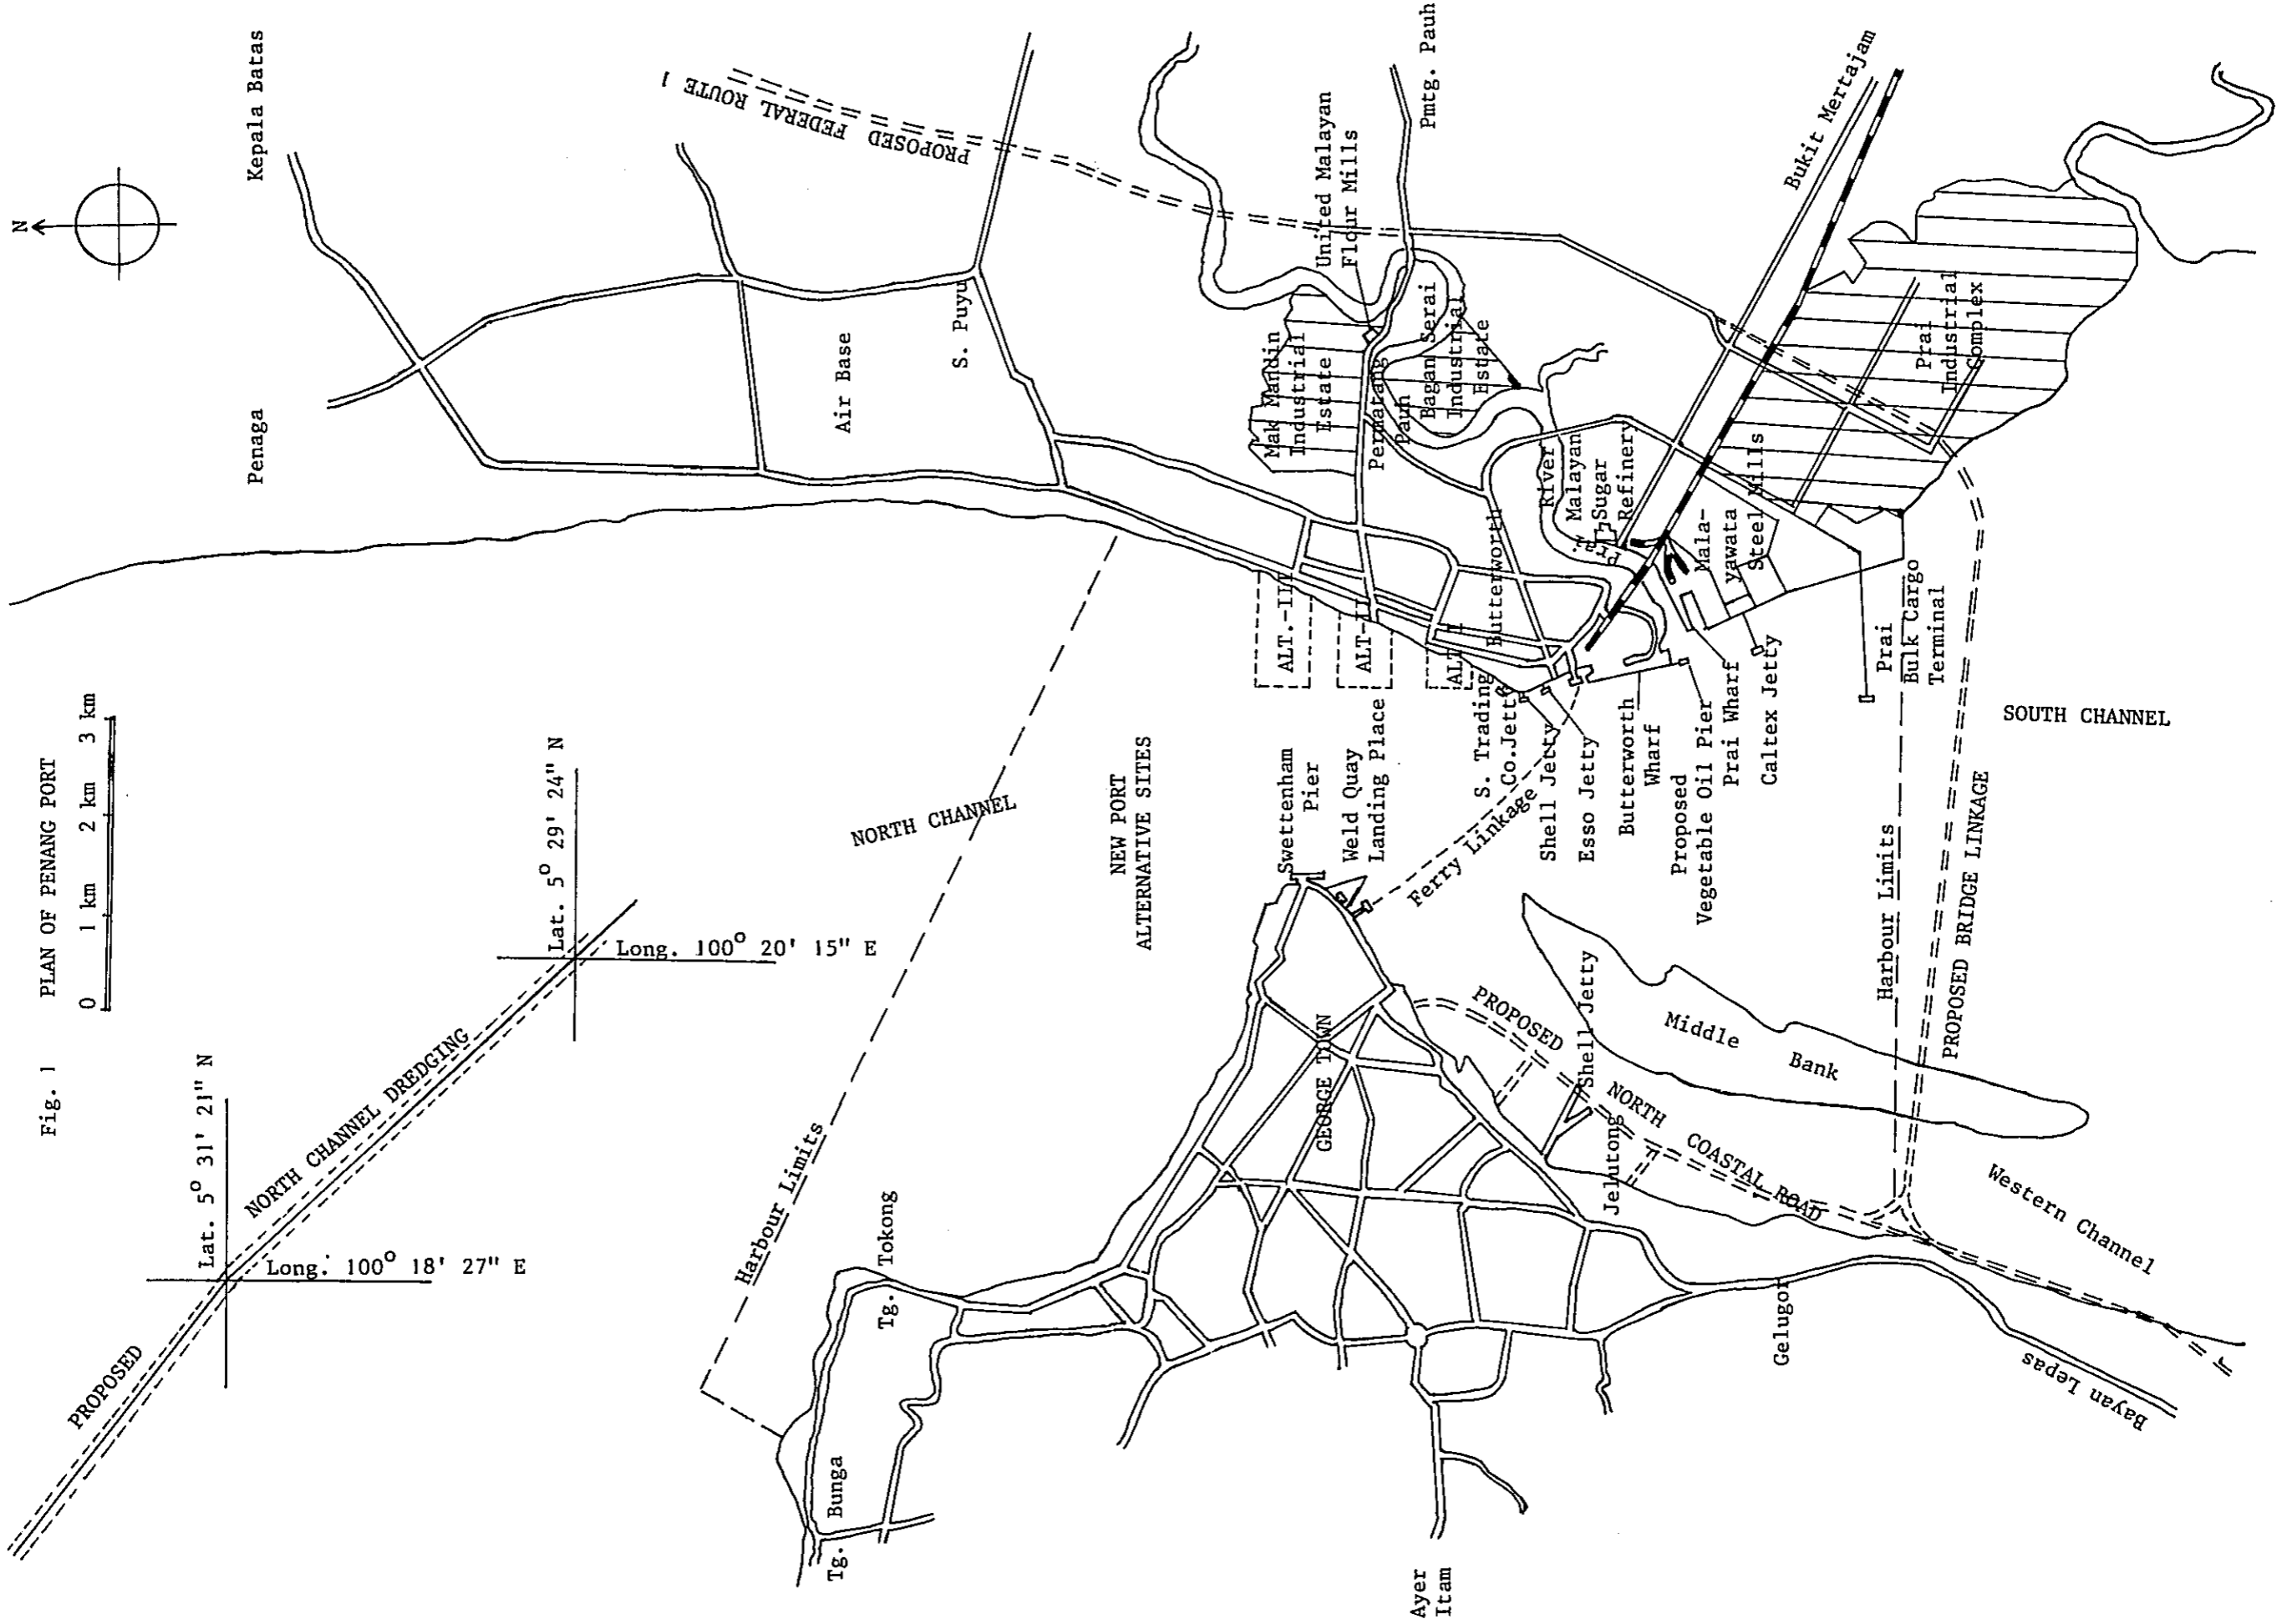 Fig. 1    PLAN OF PENANG PORT
0    1 km    2 km    3 km
N
Kepala Batas
Penaga
PROPOSED FEDERAL ROUTE 1
Air Base
S. Puyu
PROPOSED
NORTH CHANNEL DREDGING
Lat. 5° 31' 21" N
Long. 100° 18' 27" E
Lat. 5° 29' 24" N
Long. 100° 20' 15" E
NORTH CHANNEL
Harbour Limits
NEW PORT
ALTERNATIVE SITES
ALT.-III
ALT-II
ALT-I
Tg. Bunga
Tg. Tokong
GEORGE TOWN
Ayer
Itam
Swettenham
Pier
Weld Quay
Landing Place
Ferry Linkage
S. Trading
Co.Jetty
Shell Jetty
Esso Jetty
Butterworth
Wharf
Proposed
Vegetable Oil Pier
Prai Wharf
Caltex Jetty
Butterworth
Mak Mandin
Industrial
Estate
United Malayan
Flour Mills
Pmtg. Pauh
Permatang
Pauh
Bagan Serai
Industrial
Estate
Prai
River
Malayan
Sugar
Refinery
Mala-
yawata
Steel Mills
Bukit Mertajam
Prai
Industrial
Complex
Prai
Bulk Cargo
Terminal
SOUTH CHANNEL
Harbour Limits
PROPOSED BRIDGE LINKAGE
Middle
Bank
Shell Jetty
Jelutong
PROPOSED
NORTH
COASTAL ROAD
Western Channel
Gelugor
Bayan Lepas